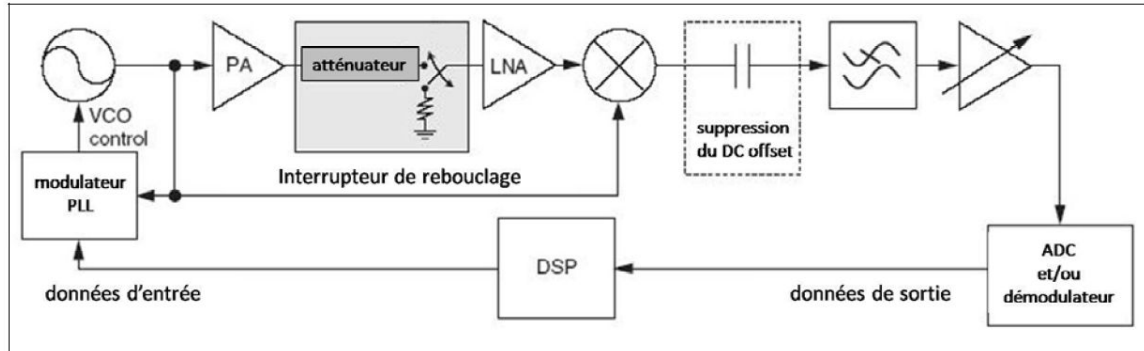 PA
atténuateur
LNA
VCO
control
suppression
du DC offset
modulateur
PLL
Interrupteur de rebouclage
DSP
ADC
et/ou
démodulateur
données d'entrée
données de sortie